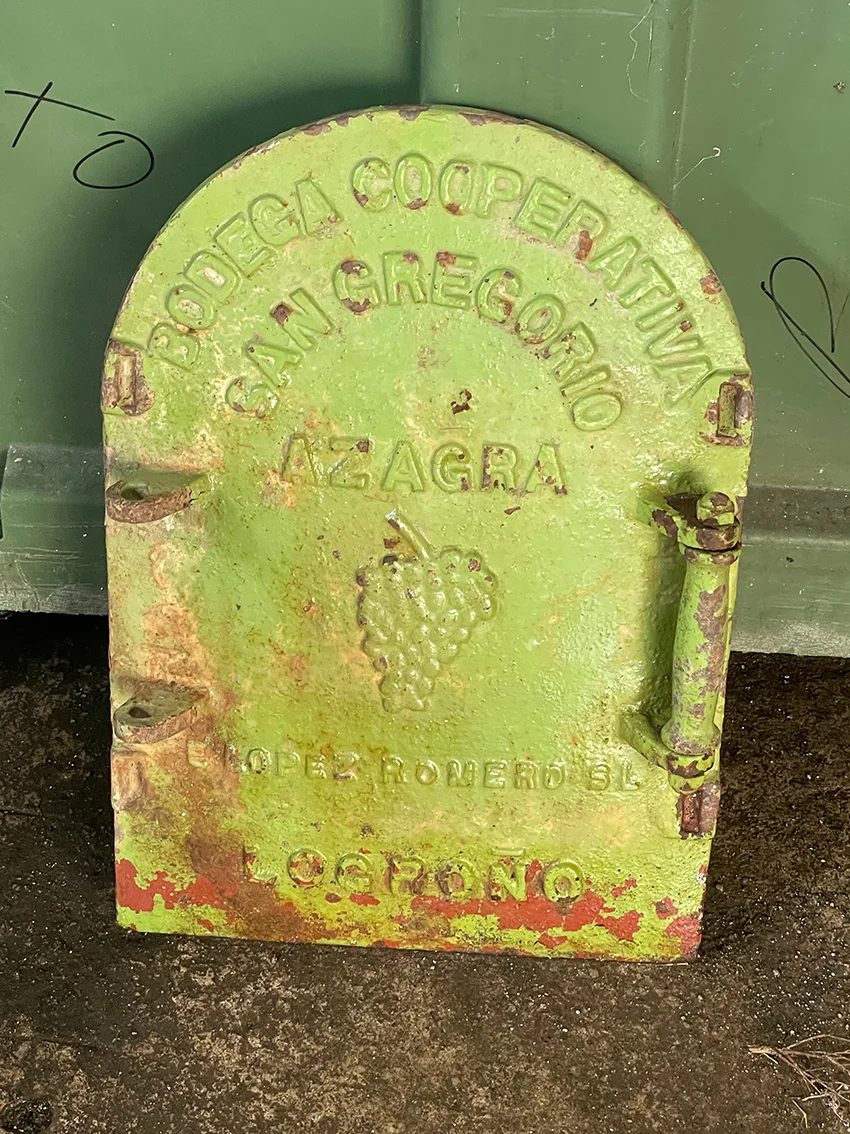 BODEGA COOPERATIVA
SAN GREGORIO
AZAGRA
LOPEZ ROMERO SL
LOGROÑO